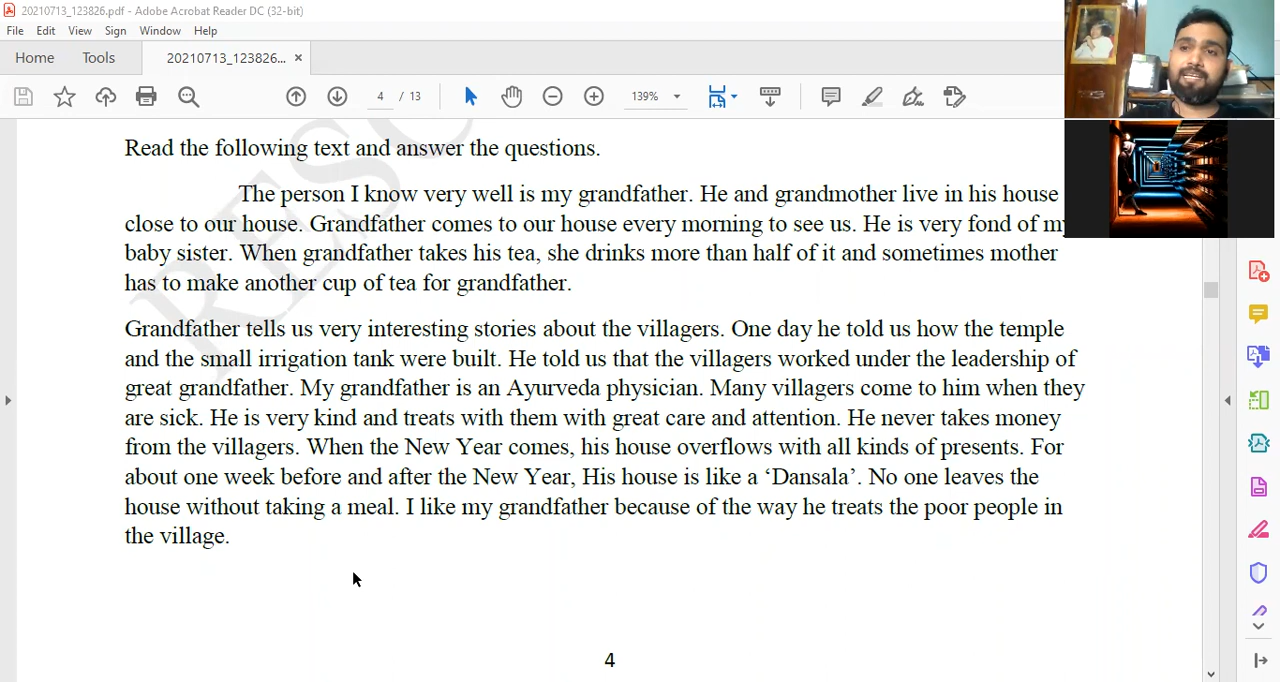 20210713_123826.pdf - Adobe Acrobat Reader DC (32-bit)
File Edit View Sign Window Help
Home Tools 20210713_123826... ×
4 / 13 139%
Read the following text and answer the questions.
The person I know very well is my grandfather. He and grandmother live in his house
close to our house. Grandfather comes to our house every morning to see us. He is very fond of my
baby sister. When grandfather takes his tea, she drinks more than half of it and sometimes mother
has to make another cup of tea for grandfather.
Grandfather tells us very interesting stories about the villagers. One day he told us how the temple
and the small irrigation tank were built. He told us that the villagers worked under the leadership of
great grandfather. My grandfather is an Ayurveda physician. Many villagers come to him when they
are sick. He is very kind and treats with them with great care and attention. He never takes money
from the villagers. When the New Year comes, his house overflows with all kinds of presents. For
about one week before and after the New Year, His house is like a ‘Dansala’. No one leaves the
house without taking a meal. I like my grandfather because of the way he treats the poor people in
the village.
4